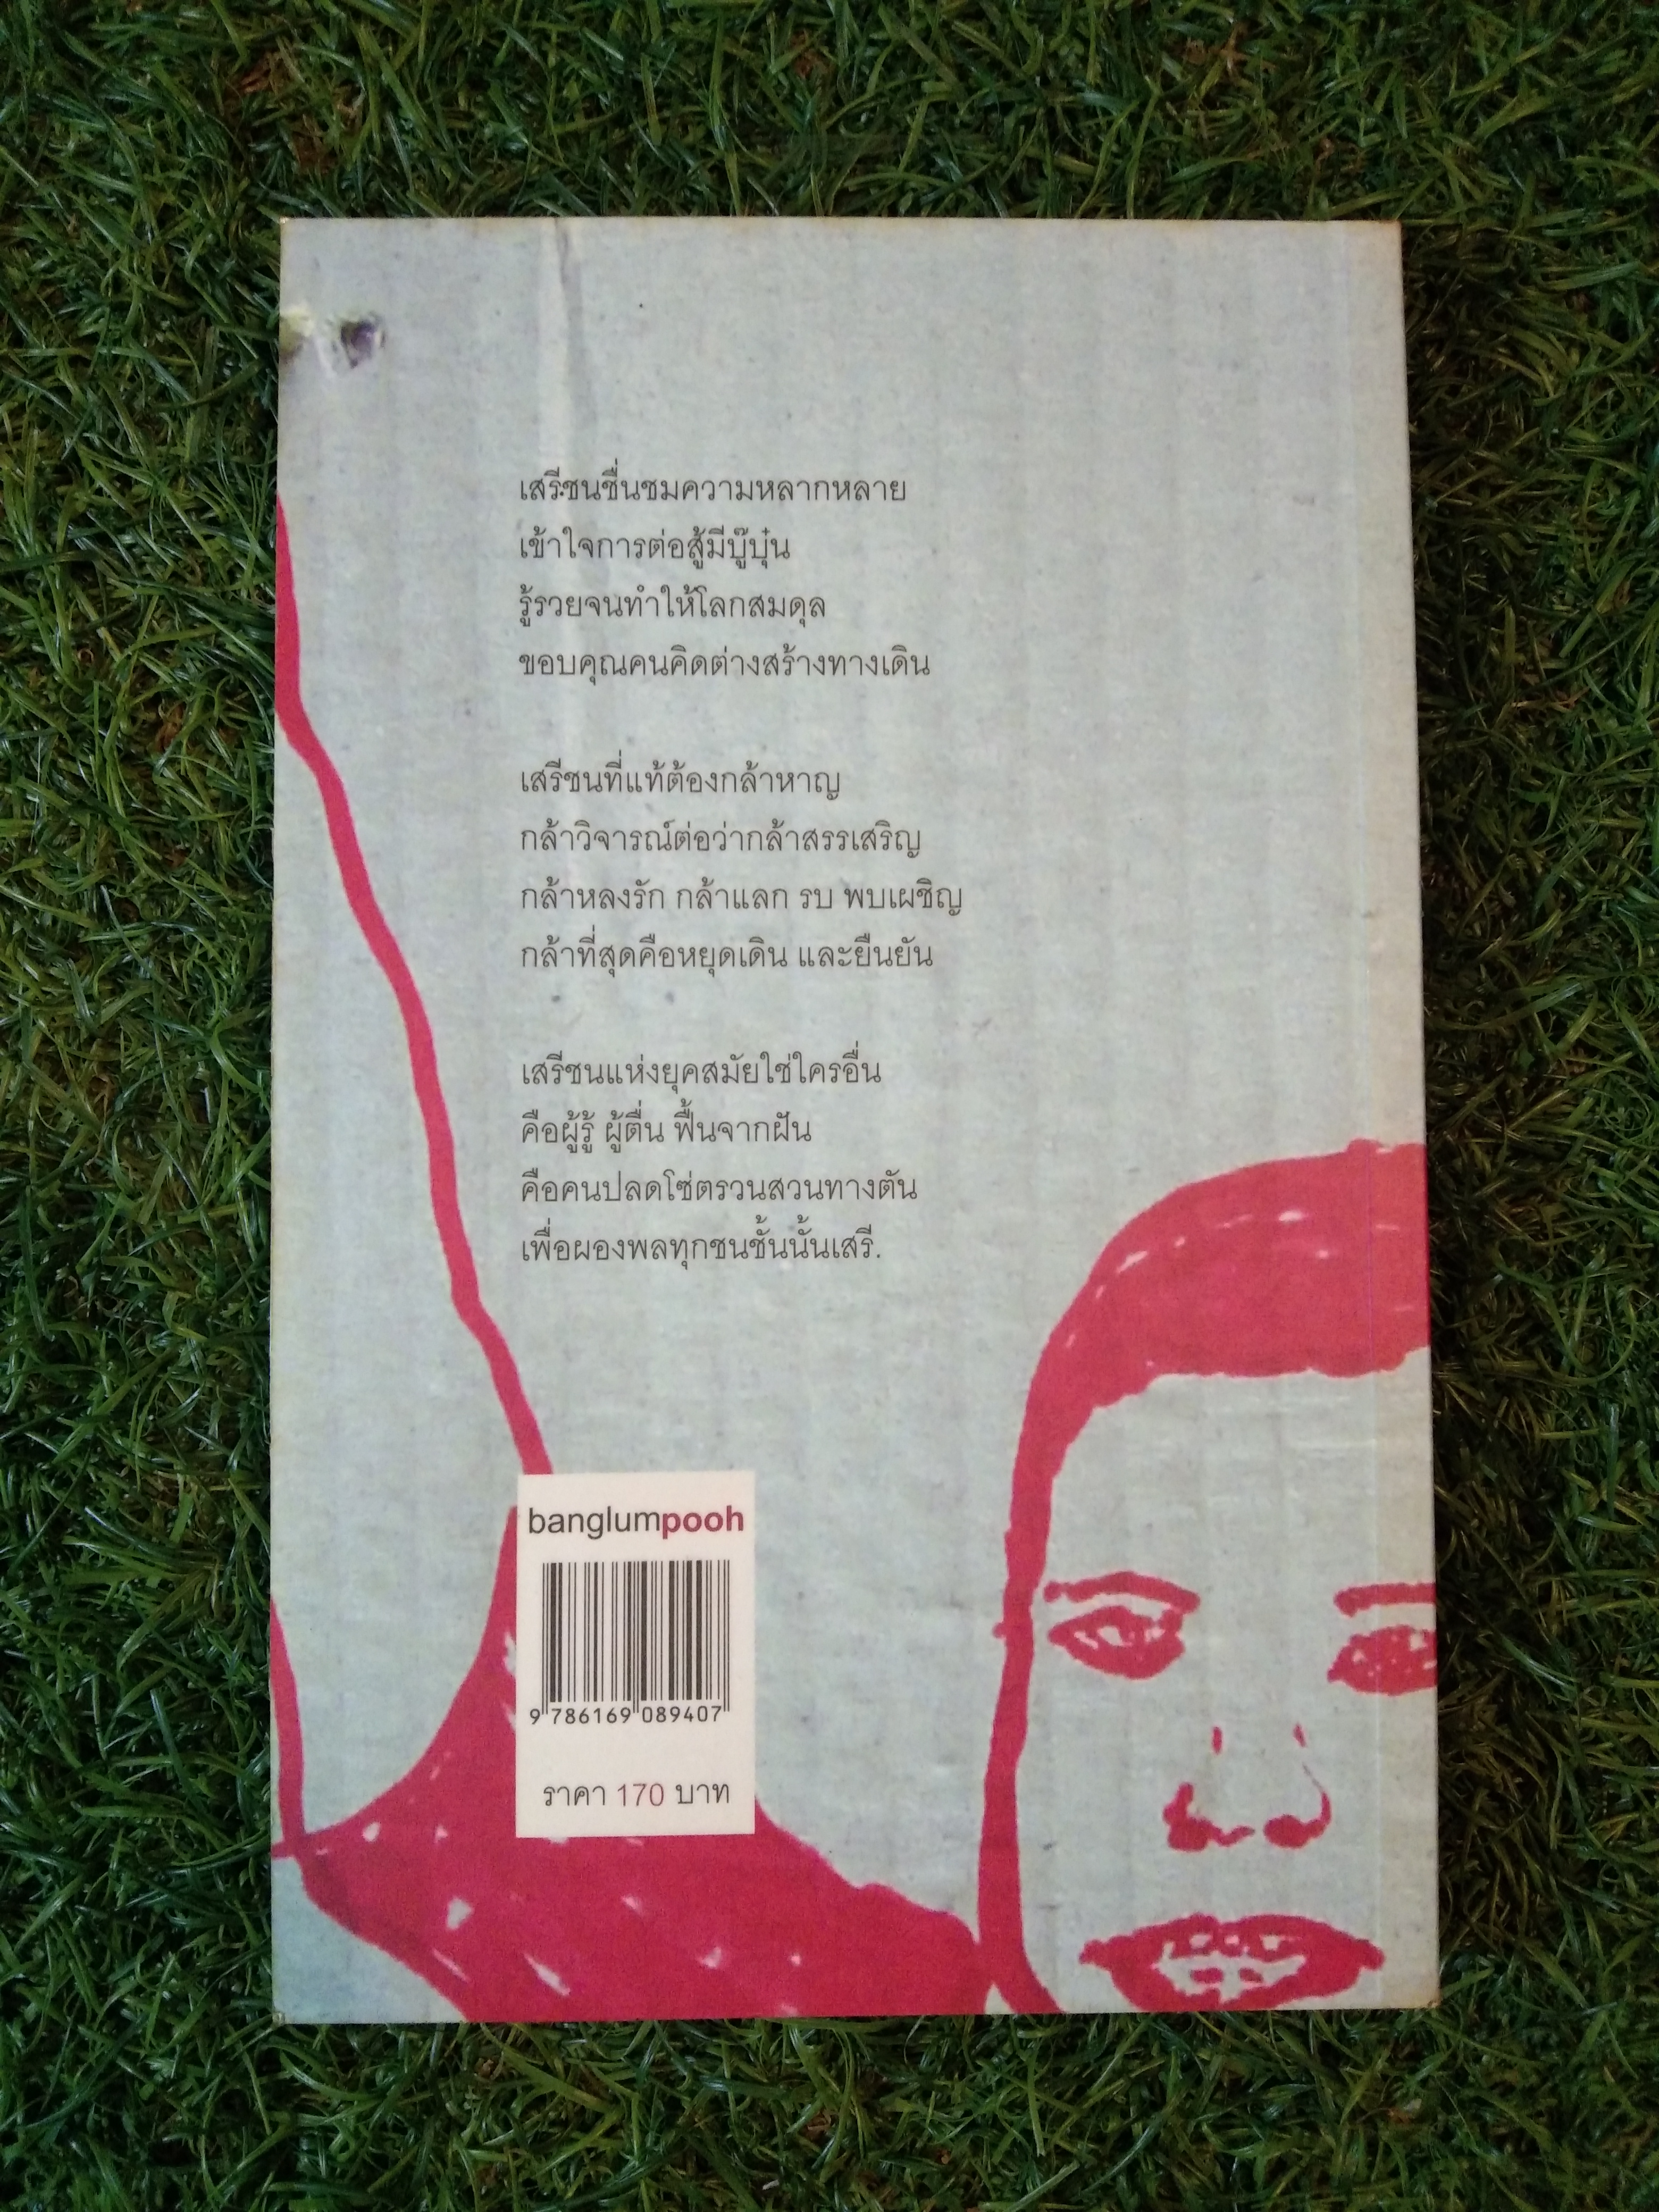 เสรีชนชื่นชมความหลากหลาย
เข้าใจการต่อสู้มีบู๊บุ๋น
รู้รวยจนทำให้โลกสมดุล
ขอบคุณคนคิดต่างสร้างทางเดิน
เสรีชนที่แท้ต้องกล้าหาญ
กล้าวิจารณ์ต่อว่ากล้าสรรเสริญ
กล้าหลงรัก กล้าแลก รบ พบเผชิญ
กล้าที่สุดคือหยุดเดิน และยืนยัน
เสรีชนแห่งยุคสมัยใช่ใครอื่น
คือผู้รู้ ผู้ตื่น ฟื้นจากฝัน
คือคนปลดโซ่ตรวนสวนทางตัน
เพื่อผองพลทุกชนชั้นนั้นเสรี.
banglumpooh
9 786169 089407
ราคา 170 บาท